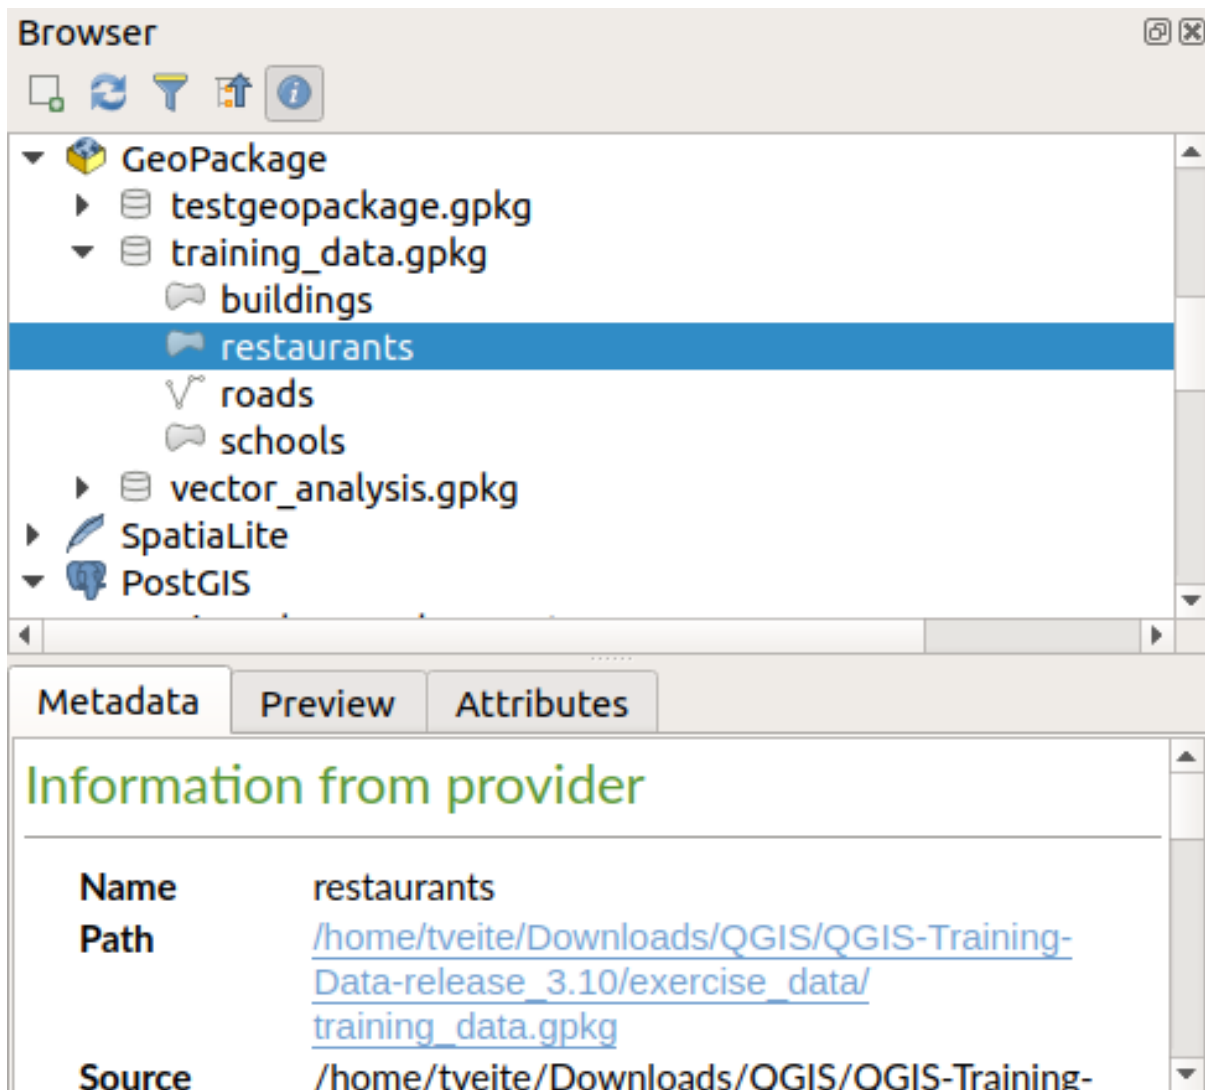 Browser
GeoPackage
testgeopackage.gpkg
training_data.gpkg
buildings
restaurants
roads
schools
vector_analysis.gpkg
SpatiaLite
PostGIS
Metadata Preview Attributes
Information from provider
Name restaurants
Path /home/tveite/Downloads/QGIS/QGIS-Training-
Data-release_3.10/exercise_data/
training_data.gpkg
Source /home/tveite/Downloads/QGIS/QGIS-Training-